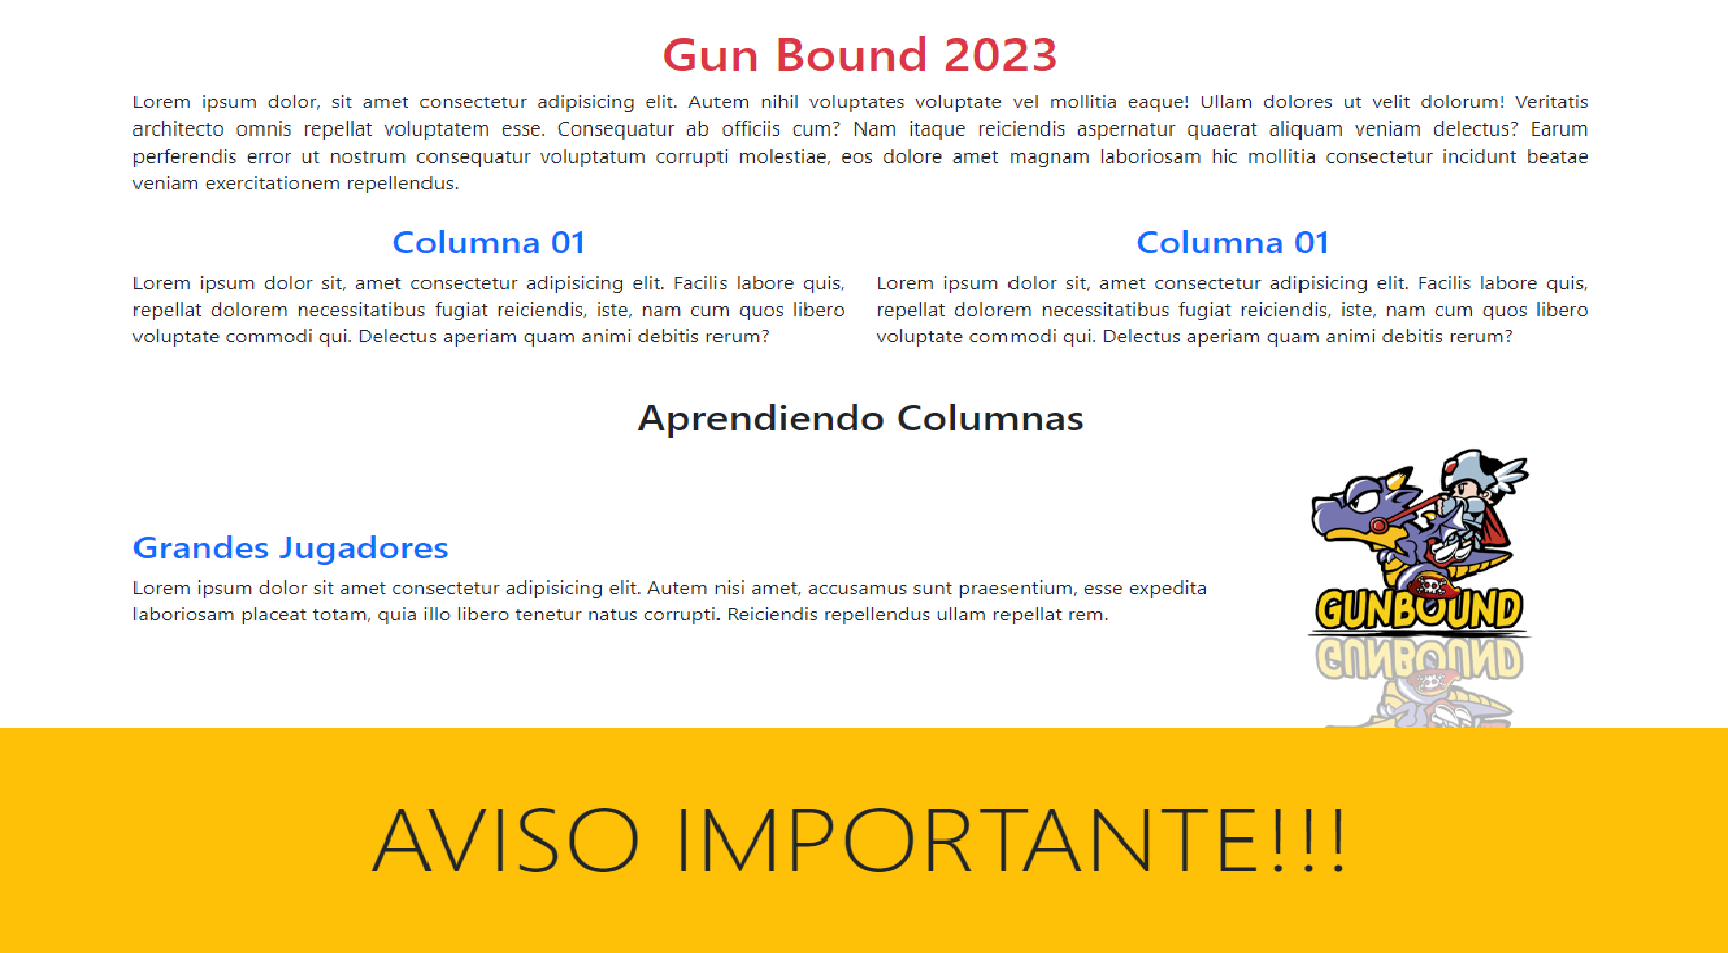 Gun Bound 2023
Lorem ipsum dolor, sit amet consectetur adipisicing elit. Autem nihil voluptates voluptate vel mollitia eaque! Ullam dolores ut velit dolorum! Veritatis
architecto omnis repellat voluptatem esse. Consequatur ab officiis cum? Nam itaque reiciendis aspernatur quaerat aliquam veniam delectus? Earum
perferendis error ut nostrum consequatur voluptatum corrupti molestiae, eos dolore amet magnam laboriosam hic mollitia consectetur incidunt beatae
veniam exercitationem repellendus.
Columna 01
Lorem ipsum dolor sit, amet consectetur adipisicing elit. Facilis labore quis,
repellat dolorem necessitatibus fugiat reiciendis, iste, nam cum quos libero
voluptate commodi qui. Delectus aperiam quam animi debitis rerum?
Columna 01
Lorem ipsum dolor sit, amet consectetur adipisicing elit. Facilis labore quis,
repellat dolorem necessitatibus fugiat reiciendis, iste, nam cum quos libero
voluptate commodi qui. Delectus aperiam quam animi debitis rerum?
Aprendiendo Columnas
Grandes Jugadores
Lorem ipsum dolor sit amet consectetur adipisicing elit. Autem nisi amet, accusamus sunt praesentium, esse expedita
laboriosam placeat totam, quia illo libero tenetur natus corrupti. Reiciendis repellendus ullam repellat rem.
GUNBOUND
AVISO IMPORTANTE!!!